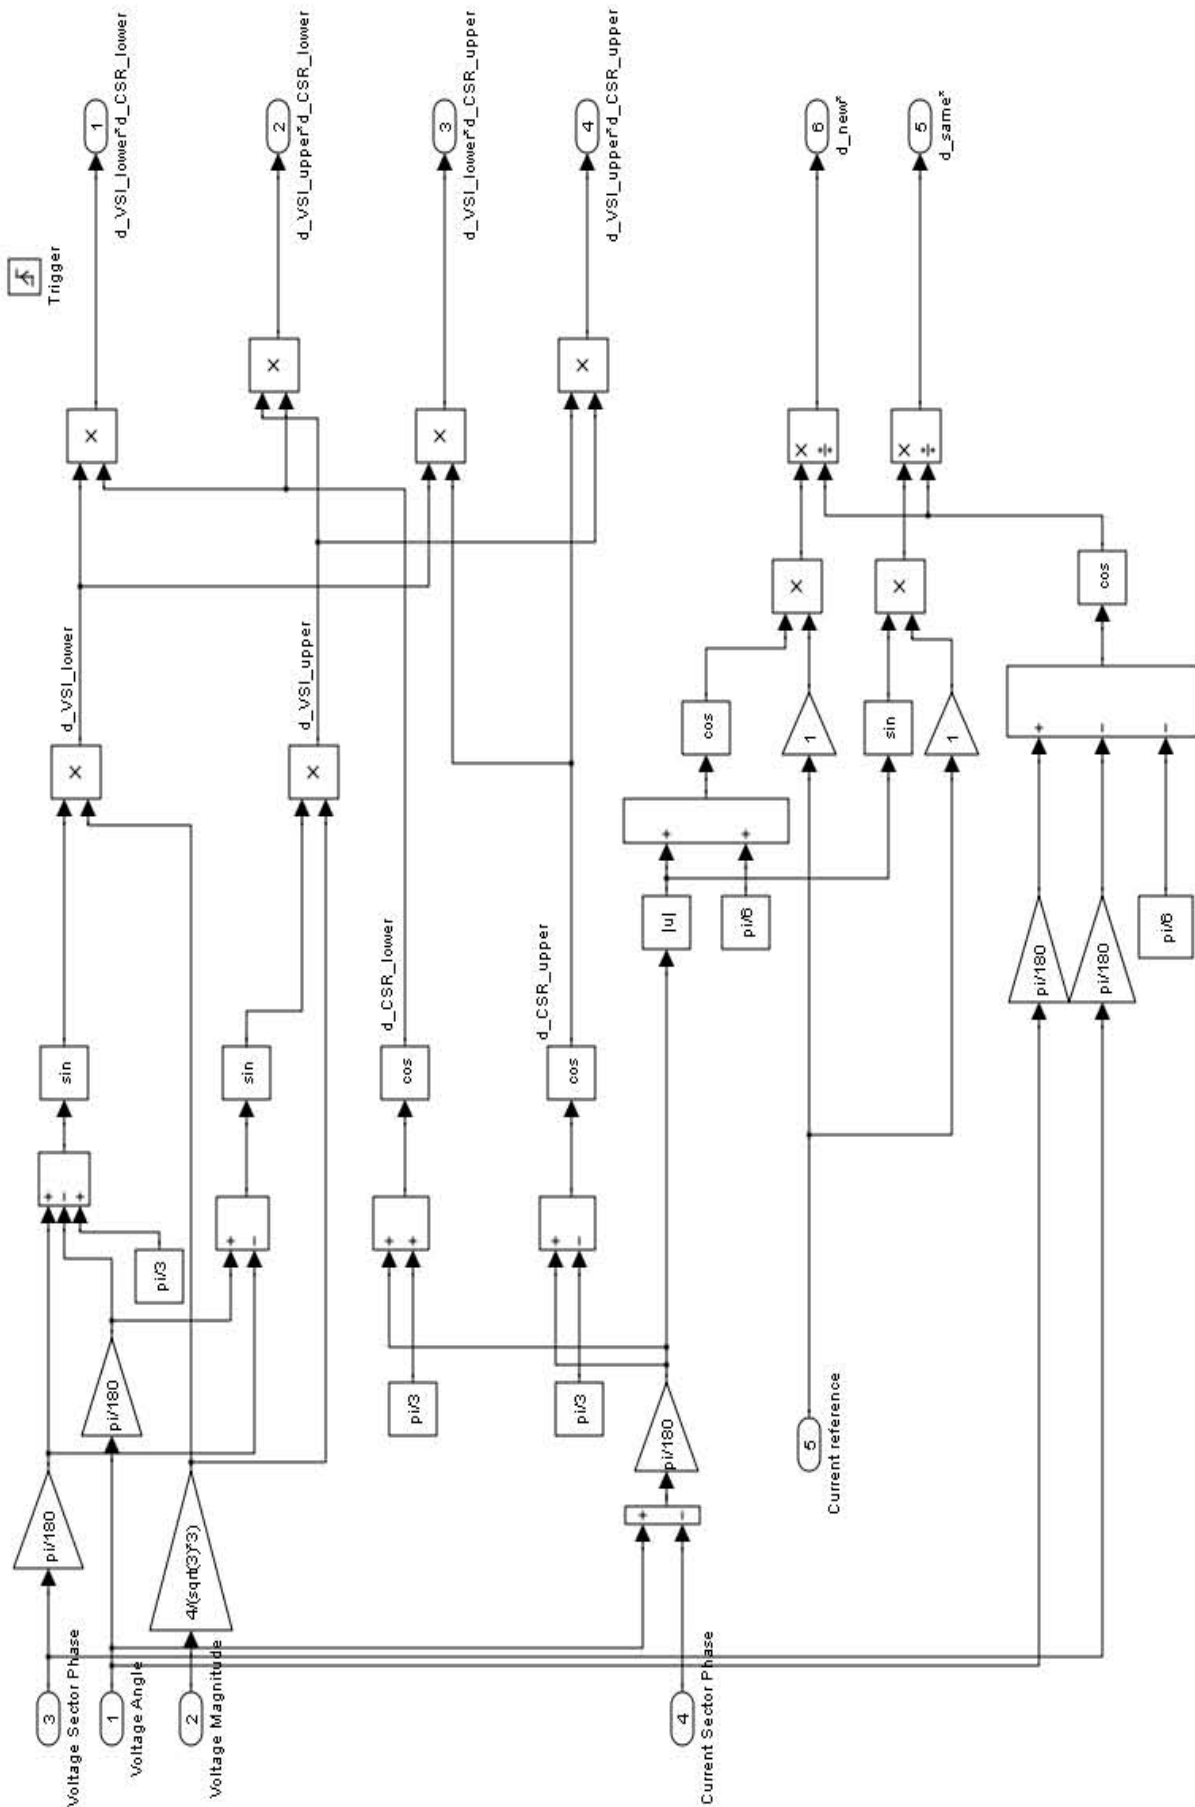 1
d_VSI_lower*d_CSR_lower
2
d_VSI_upper*d_CSR_lower
3
d_VSI_lower*d_CSR_upper
4
d_VSI_upper*d_CSR_upper
6
d_new*
5
d_same*
Trigger
×
×
×
×
×
÷
×
÷
×
×
cos
d_VSI_lower
×
d_VSI_upper
×
cos
1
sin
1
+
+
+
−
−
|u|
pi/6
pi/180
pi/180
pi/6
sin
sin
d_CSR_lower
cos
d_CSR_upper
cos
+
−
+
pi/3
+
−
+
+
+
−
pi/180
pi/3
pi/3
pi/180
5
Current reference
pi/180
4/(sqrt(3)*3)
+
−
3
Voltage Sector Phase
1
Voltage Angle
2
Voltage Magnitude
4
Current Sector Phase